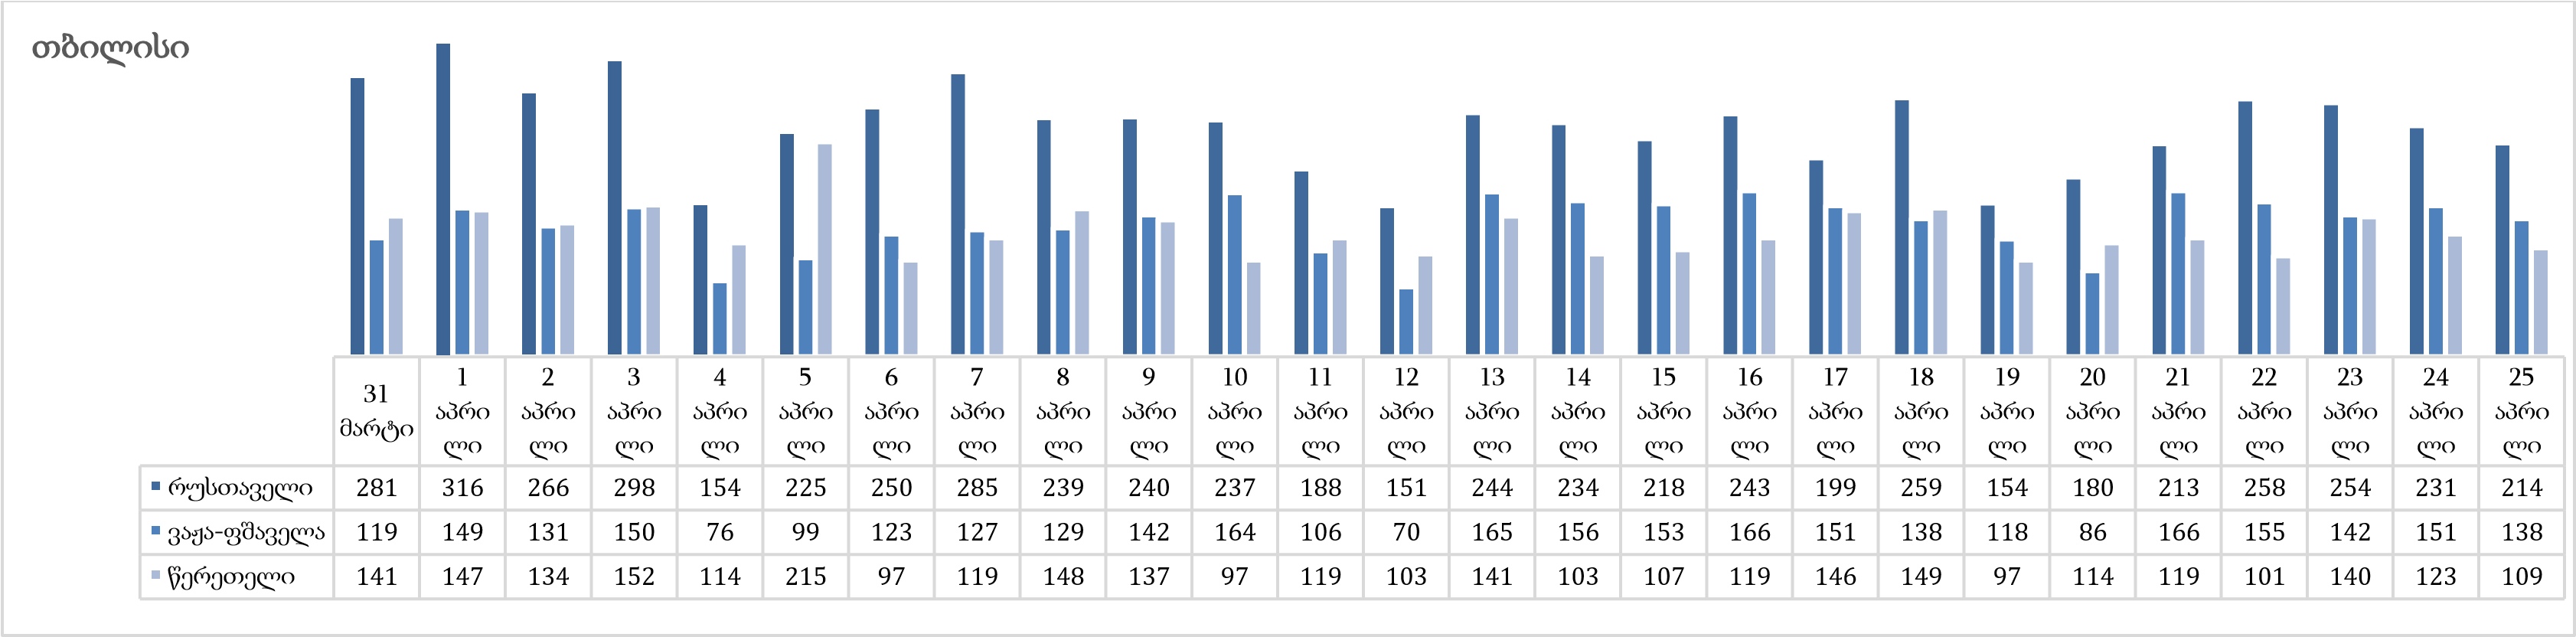 თბილისი
31 მარტი 1 აპრილი 2 აპრილი 3 აპრილი 4 აპრილი 5 აპრილი 6 აპრილი 7 აპრილი 8 აპრილი 9 აპრილი 10 აპრილი 11 აპრილი 12 აპრილი 13 აპრილი 14 აპრილი 15 აპრილი 16 აპრილი 17 აპრილი 18 აპრილი 19 აპრილი 20 აპრილი 21 აპრილი 22 აპრილი 23 აპრილი 24 აპრილი 25 აპრილი
რუსთაველი 281 316 266 298 154 225 250 285 239 240 237 188 151 244 234 218 243 199 259 154 180 213 258 254 231 214
ვაჟა-ფშაველა 119 149 131 150 76 99 123 127 129 142 164 106 70 165 156 153 166 151 138 118 86 166 155 142 151 138
წერეთელი 141 147 134 152 114 215 97 119 148 137 97 119 103 141 103 107 119 146 149 97 114 119 101 140 123 109